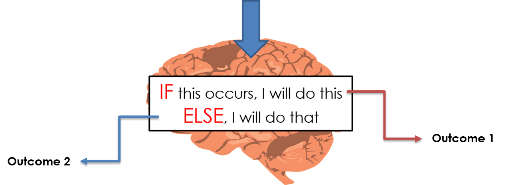 IF this occurs, I will do this
ELSE, I will do that
Outcome 1
Outcome 2